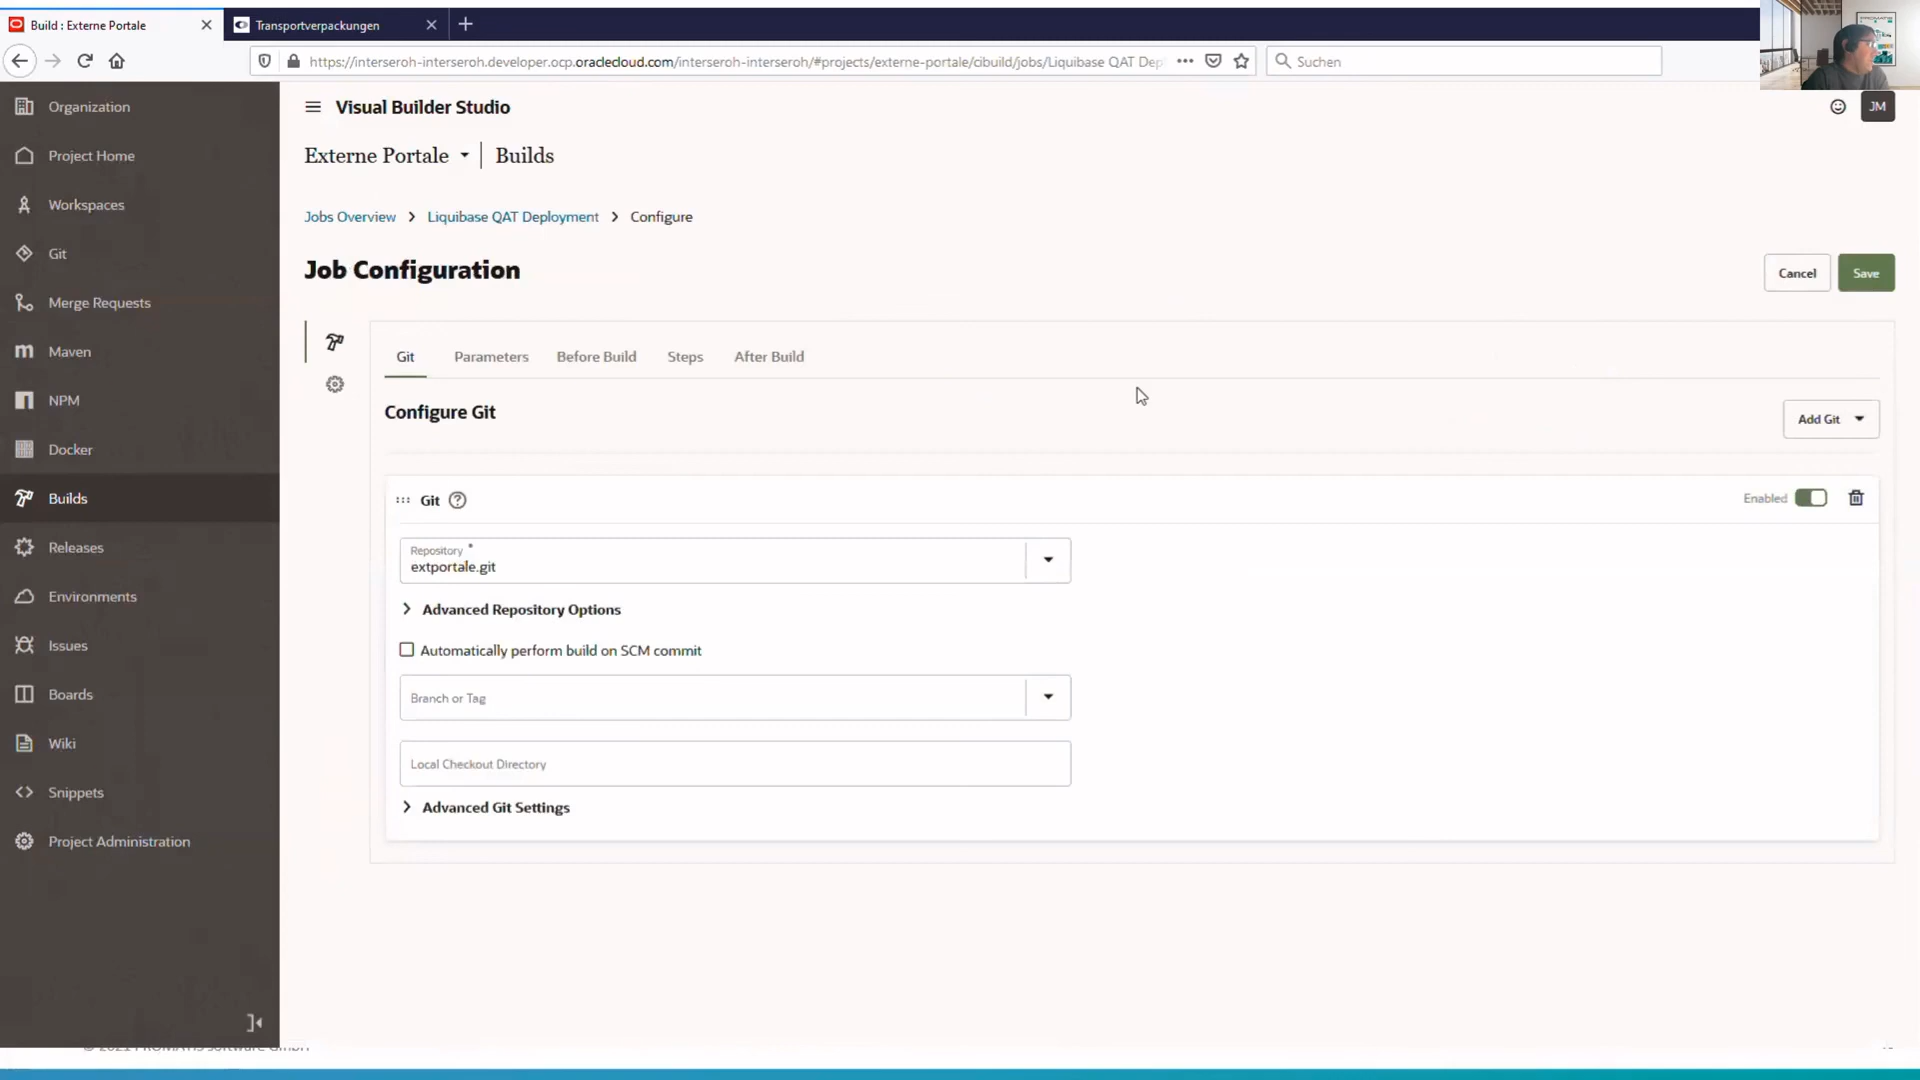 Build : Externe Portale
Transportverpackungen
https://interseroh-interseroh.developer.ocp.oraclecloud.com/interseroh-interseroh/#projects/externe-portale/cibuild/jobs/Liquibase QAT Dep
Suchen
Organization
Project Home
Workspaces
Git
Merge Requests
Maven
NPM
Docker
Builds
Releases
Environments
Issues
Boards
Wiki
Snippets
Project Administration
Visual Builder Studio
JM
Externe Portale
Builds
Jobs Overview > Liquibase QAT Deployment > Configure
Job Configuration
Cancel
Save
Git
Parameters
Before Build
Steps
After Build
Configure Git
Add Git
Git
Enabled
Repository *
extportale.git
Advanced Repository Options
Automatically perform build on SCM commit
Branch or Tag
Local Checkout Directory
Advanced Git Settings